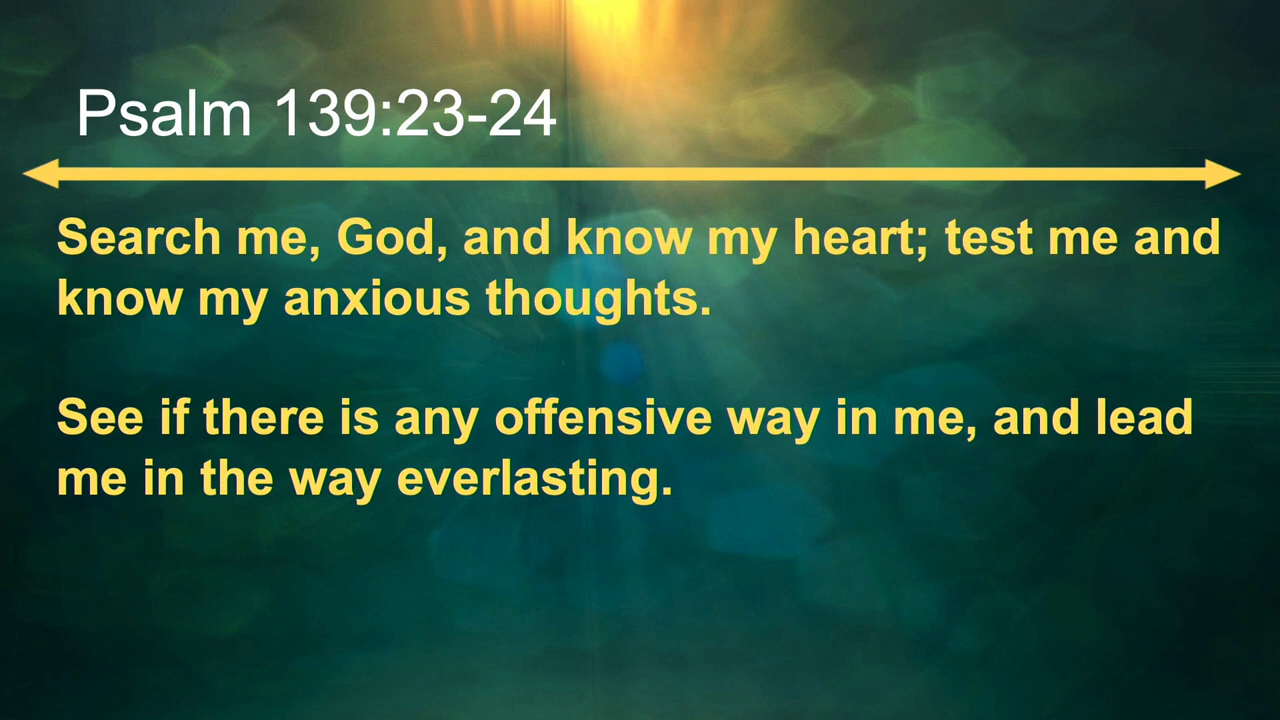 Psalm 139:23-24
Search me, God, and know my heart; test me and
know my anxious thoughts.
See if there is any offensive way in me, and lead
me in the way everlasting.